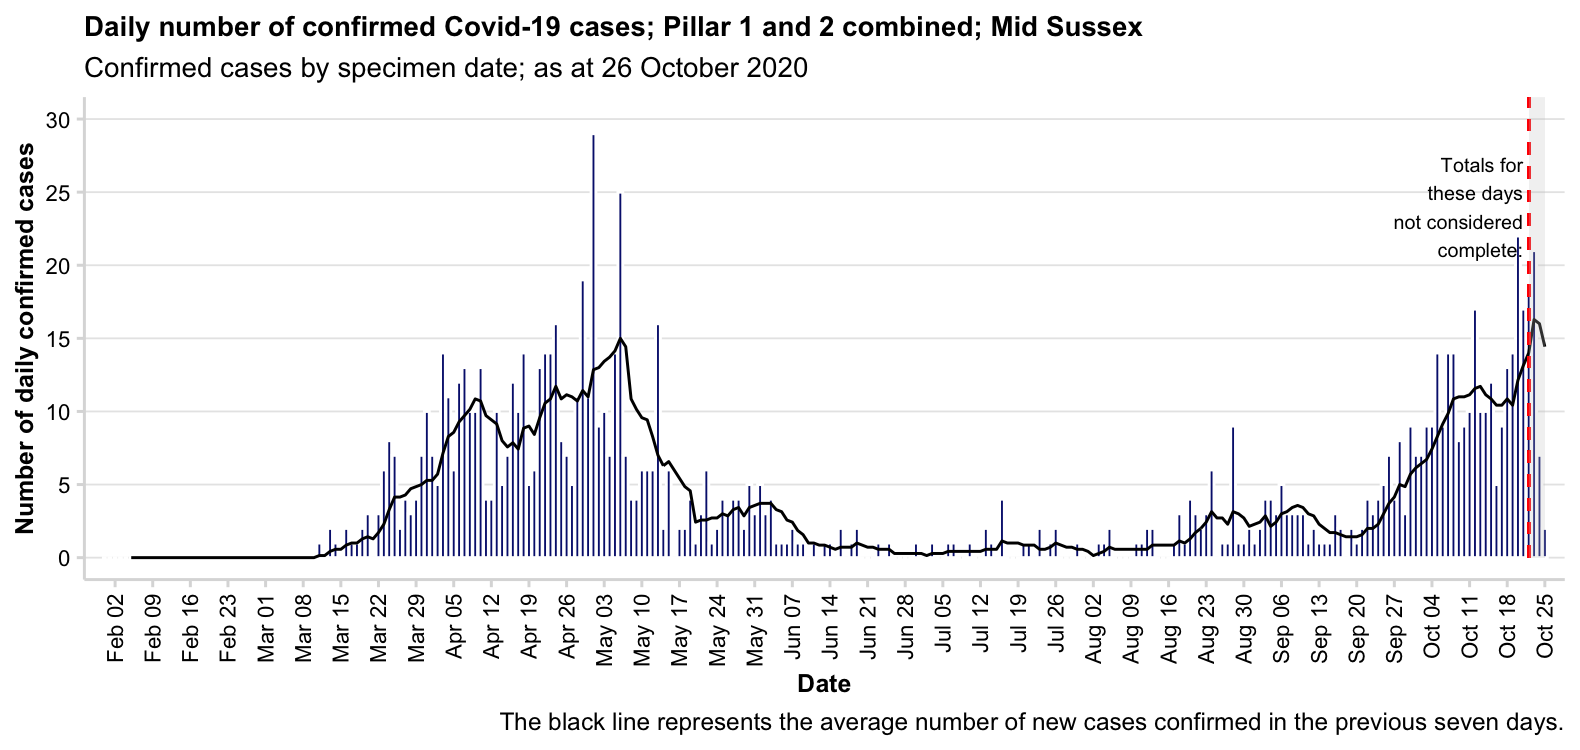 Daily number of confirmed Covid-19 cases; Pillar 1 and 2 combined; Mid Sussex
Confirmed cases by specimen date; as at 26 October 2020
Number of daily confirmed cases
30
25
20
15
10
5
0
Totals for
these days
not considered
complete:
Feb 02
Feb 09
Feb 16
Feb 23
Mar 01
Mar 08
Mar 15
Mar 22
Mar 29
Apr 05
Apr 12
Apr 19
Apr 26
May 03
May 10
May 17
May 24
May 31
Jun 07
Jun 14
Jun 21
Jun 28
Jul 05
Jul 12
Jul 19
Jul 26
Aug 02
Aug 09
Aug 16
Aug 23
Aug 30
Sep 06
Sep 13
Sep 20
Sep 27
Oct 04
Oct 11
Oct 18
Oct 25
Date
The black line represents the average number of new cases confirmed in the previous seven days.